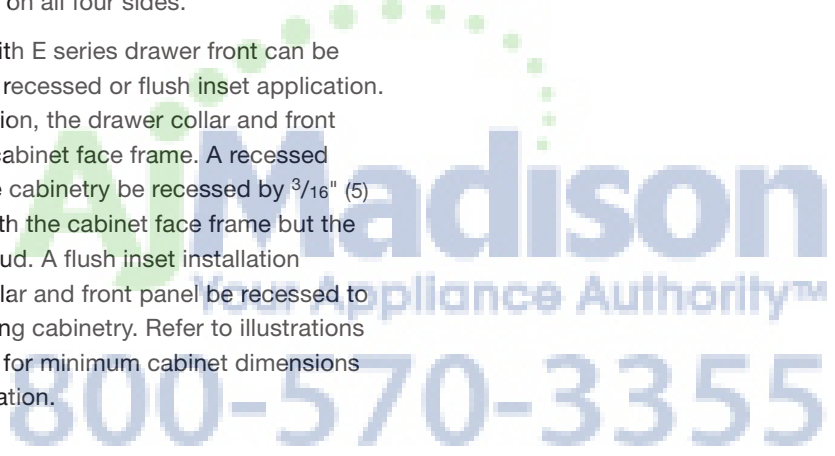 on all four sides.
ith E series drawer front can be
recessed or flush inset application.
ion, the drawer collar and front
cabinet face frame. A recessed
e cabinetry be recessed by 3/16" (5)
th the cabinet face frame but the
ud. A flush inset installation
lar and front panel be recessed to
ng cabinetry. Refer to illustrations
for minimum cabinet dimensions
ation.
AjMadison
Your Appliance Authority™
800-570-3355